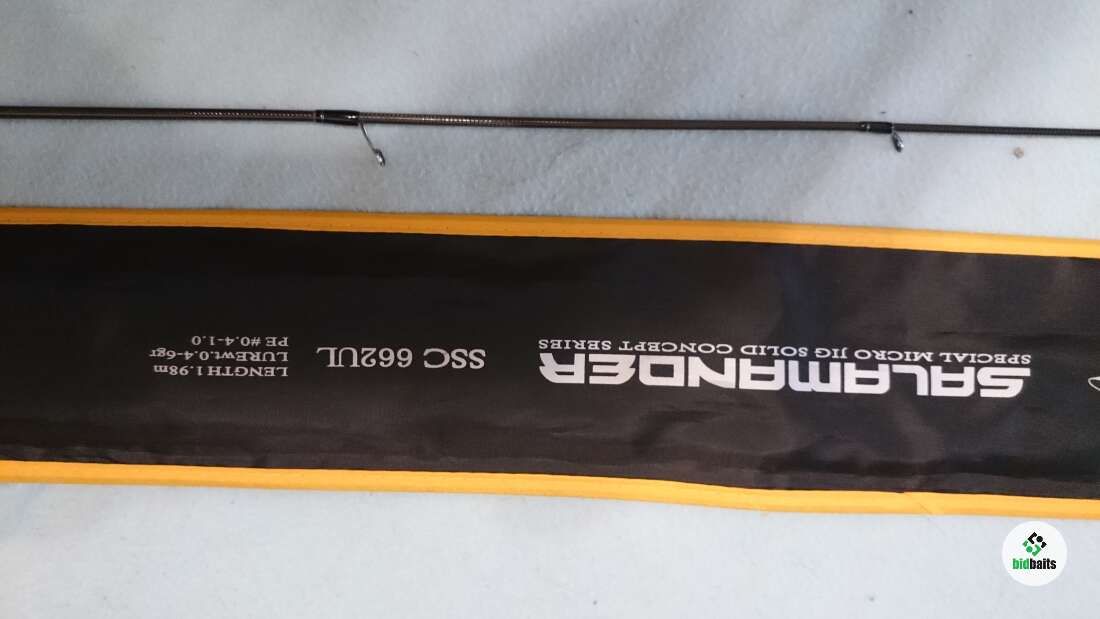 SALAMANDER
SPECIAL MICRO JIG SOLID CONCEPT SERIES
SSC 662UL
LENGTH 1.98m
LUREwt.0.4-6gr
PE #0.4-1.0
bidbaits